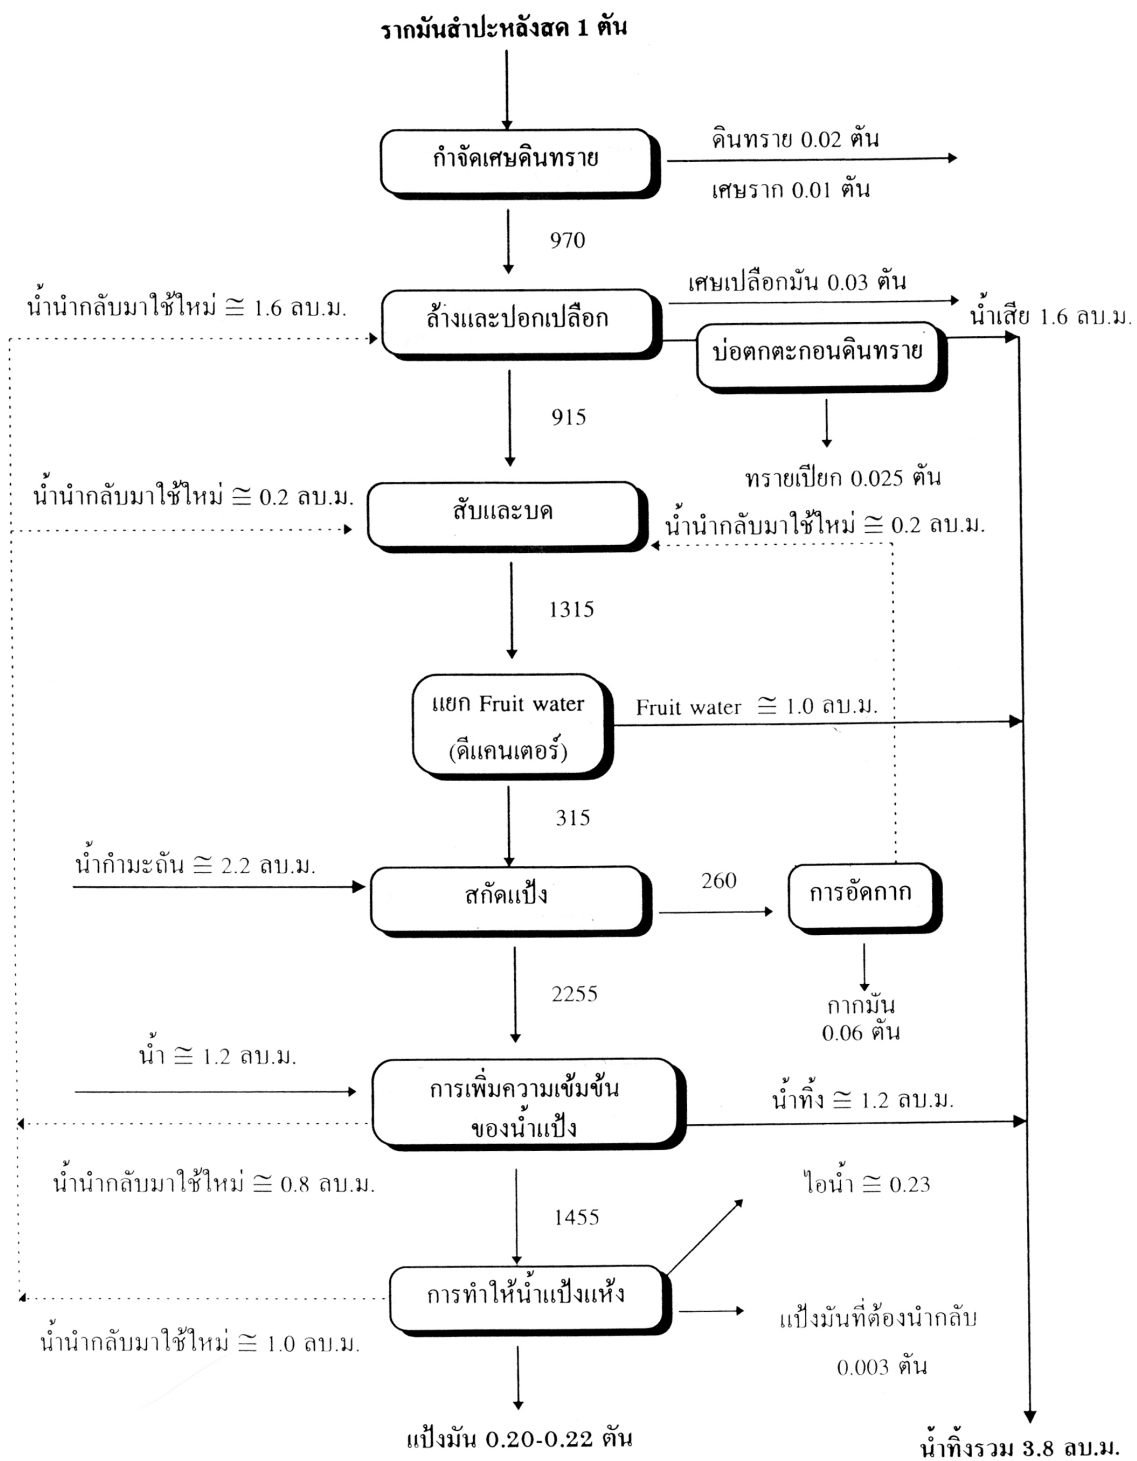 รากมันสำปะหลังสด 1 ตัน
กำจัดเศษดินทราย
ดินทราย 0.02 ตัน
เศษราก 0.01 ตัน
970
น้ำนำกลับมาใช้ใหม่ ≅ 1.6 ลบ.ม.
ล้างและปอกเปลือก
เศษเปลือกมัน 0.03 ตัน
น้ำเสีย 1.6 ลบ.ม.
บ่อตกตะกอนดินทราย
915
ทรายเปียก 0.025 ตัน
น้ำนำกลับมาใช้ใหม่ ≅ 0.2 ลบ.ม.
สับและบด
น้ำนำกลับมาใช้ใหม่ ≅ 0.2 ลบ.ม.
1315
แยก Fruit water
(ดีแคนเตอร์)
Fruit water ≅ 1.0 ลบ.ม.
315
น้ำกำมะถัน ≅ 2.2 ลบ.ม.
สกัดแป้ง
260
การอัดกาก
2255
กากมัน
0.06 ตัน
น้ำ ≅ 1.2 ลบ.ม.
การเพิ่มความเข้มข้น
ของน้ำแป้ง
น้ำทิ้ง ≅ 1.2 ลบ.ม.
น้ำนำกลับมาใช้ใหม่ ≅ 0.8 ลบ.ม.
ไอน้ำ ≅ 0.23
1455
การทำให้น้ำแป้งแห้ง
แป้งมันที่ต้องนำกลับ
0.003 ตัน
น้ำนำกลับมาใช้ใหม่ ≅ 1.0 ลบ.ม.
แป้งมัน 0.20-0.22 ตัน
น้ำทิ้งรวม 3.8 ลบ.ม.